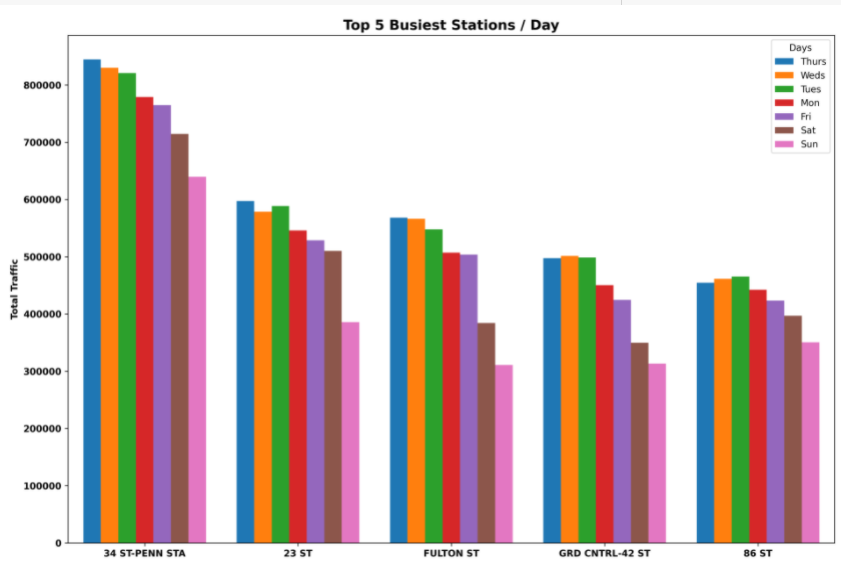 Top 5 Busiest Stations / Day
Days
Thurs
Weds
Tues
Mon
Fri
Sat
Sun
Total Traffic
800000
700000
600000
500000
400000
300000
200000
100000
0
34 ST-PENN STA
23 ST
FULTON ST
GRD CNTRL-42 ST
86 ST